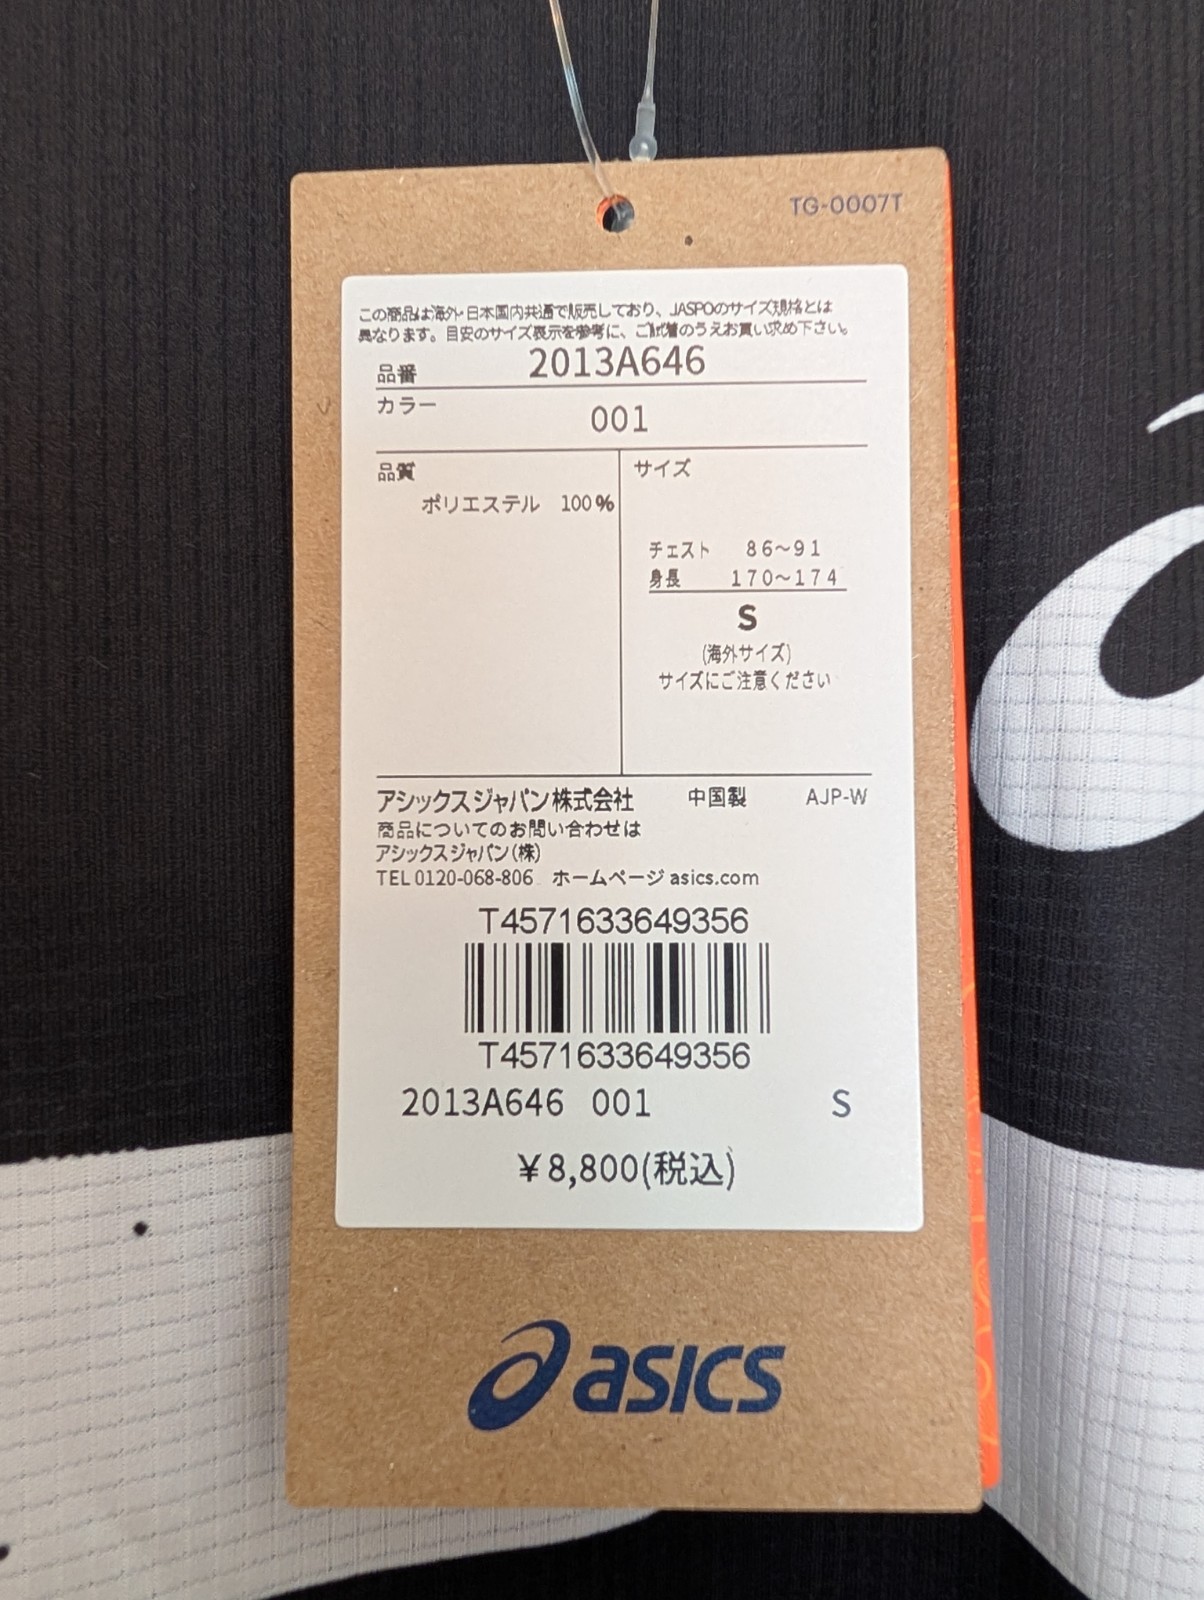 TG-0007T
この商品は海外・日本国内共通で販売しており、JASPOのサイズ規格とは
異なります。目安のサイズ表示を参考に、ご試着のうえお買い求め下さい。
品番 2013A646
カラー 001
品質
ポリエステル 100%
サイズ
チェスト 86～91
身長 170～174
S
(海外サイズ)
サイズにご注意ください
アシックスジャパン株式会社 中国製 AJP-W
商品についてのお問い合わせは
アシックスジャパン(株)
TEL 0120-068-806 ホームページ asics.com
T4571633649356
T4571633649356
2013A646 001 S
¥8,800(税込)
asics